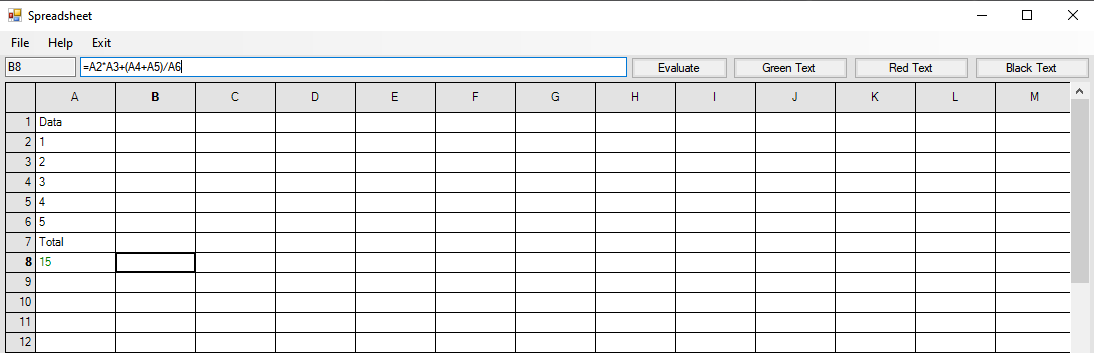 Spreadsheet
File Help Exit
B8 =A2*A3+(A4+A5)/A6 Evaluate Green Text Red Text Black Text
A B C D E F G H I J K L M
1 Data
2 1
3 2
4 3
5 4
6 5
7 Total
8 15
9
10
11
12